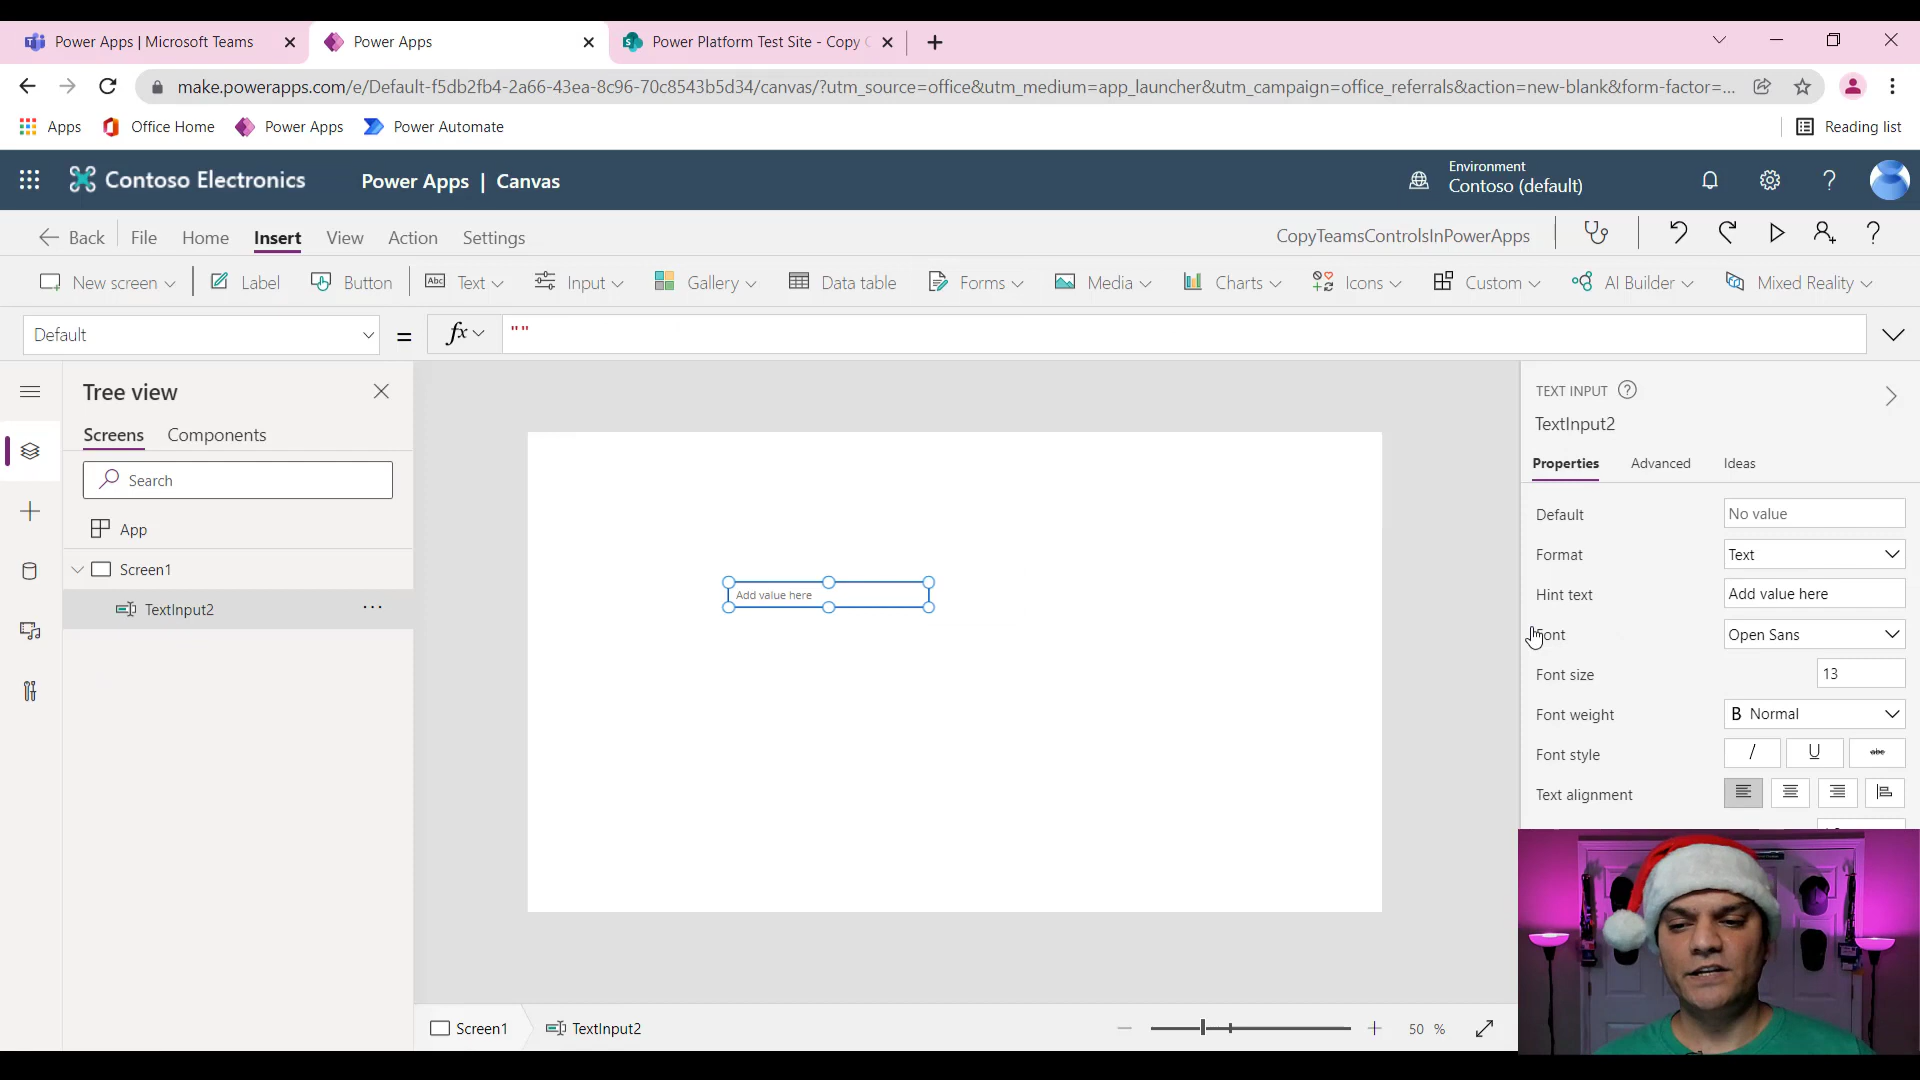 Power Apps | Microsoft Teams
Power Apps
Power Platform Test Site - Copy
make.powerapps.com/e/Default-f5db2fb4-2a66-43ea-8c96-70c8543b5d34/canvas/?utm_source=office&utm_medium=app_launcher&utm_campaign=office_referrals&action=new-blank&form-factor=...
Apps
Office Home
Power Apps
Power Automate
Reading list
Contoso Electronics
Power Apps | Canvas
Environment
Contoso (default)
Back
File
Home
Insert
View
Action
Settings
CopyTeamsControlsInPowerApps
New screen
Label
Button
Abc
Text
Input
Gallery
Data table
Forms
Media
Charts
Icons
Custom
AI Builder
Mixed Reality
Default
=
fx
""
Tree view
Screens
Components
Search
App
Screen1
TextInput2
Add value here
TEXT INPUT
TextInput2
Properties
Advanced
Ideas
Default
No value
Format
Text
Hint text
Add value here
Font
Open Sans
Font size
13
Font weight
B Normal
Font style
/ U abc
Text alignment
Screen1
TextInput2
50 %